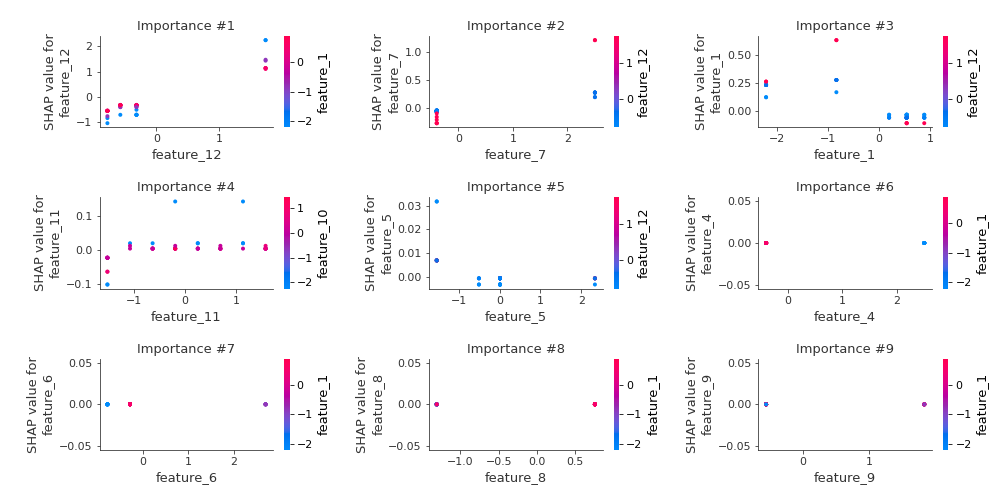 Importance #1
SHAP value for
feature_12
2
1
0
−1
0
1
feature_12
0
−1
−2
feature_1
Importance #2
SHAP value for
feature_7
1.0
0.5
0.0
0
1
2
feature_7
1
0
feature_12
Importance #3
SHAP value for
feature_1
0.50
0.25
0.00
−2
−1
0
1
feature_1
1
0
feature_12
Importance #4
SHAP value for
feature_11
0.1
0.0
−0.1
−1
0
1
feature_11
1
0
−1
−2
feature_10
Importance #5
SHAP value for
feature_5
0.03
0.02
0.01
0.00
−1
0
1
2
feature_5
1
0
feature_12
Importance #6
SHAP value for
feature_4
0.05
0.00
−0.05
0
1
2
feature_4
0
−1
−2
feature_1
Importance #7
SHAP value for
feature_6
0.05
0.00
−0.05
0
1
2
feature_6
0
−1
−2
feature_1
Importance #8
SHAP value for
feature_8
0.05
0.00
−0.05
−1.0
−0.5
0.0
0.5
feature_8
0
−1
−2
feature_1
Importance #9
SHAP value for
feature_9
0.05
0.00
−0.05
0
1
feature_9
0
−1
−2
feature_1